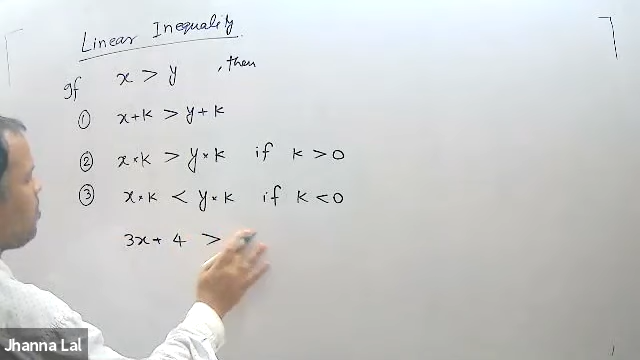 Linear Inequality
If x > y , then
① x+k > y+k
② x*k > y*k if k > 0
③ x*k < y*k if k < 0
3x+ 4 >
Jhanna Lal